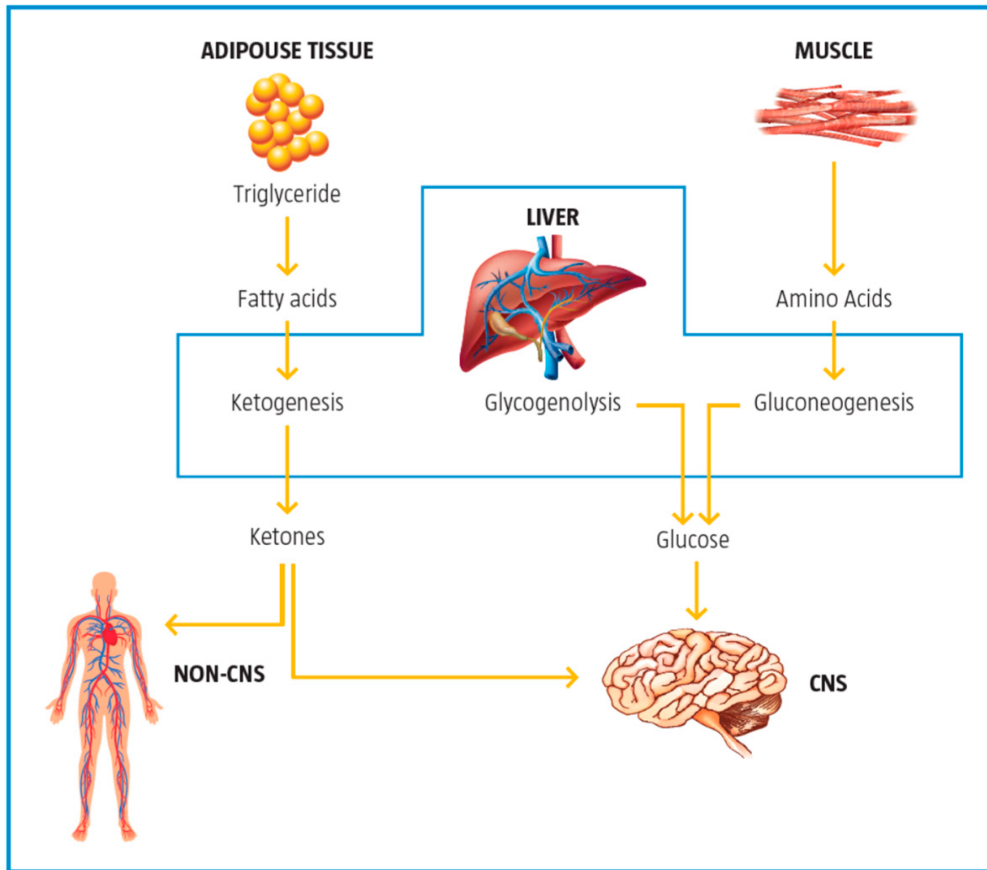 ADIPOUSE TISSUE
MUSCLE
Triglyceride
LIVER
Fatty acids
Amino Acids
Ketogenesis
Glycogenolysis
Gluconeogenesis
Ketones
Glucose
NON-CNS
CNS